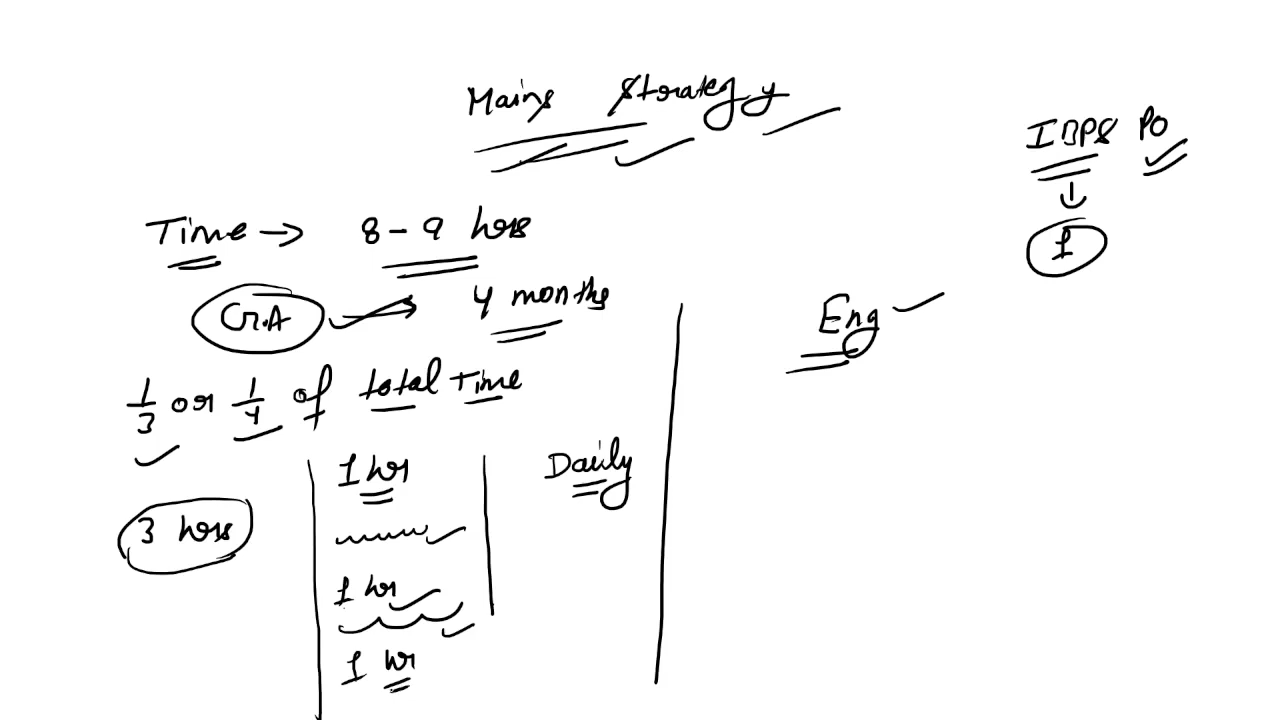 Mains Strategy
IBPS PO
1
Time → 8-9 hrs
G.A → 4 months
1/3 or 1/4 of total time
3 hrs
1 hr
1 hr
1 hr
Daily
Eng